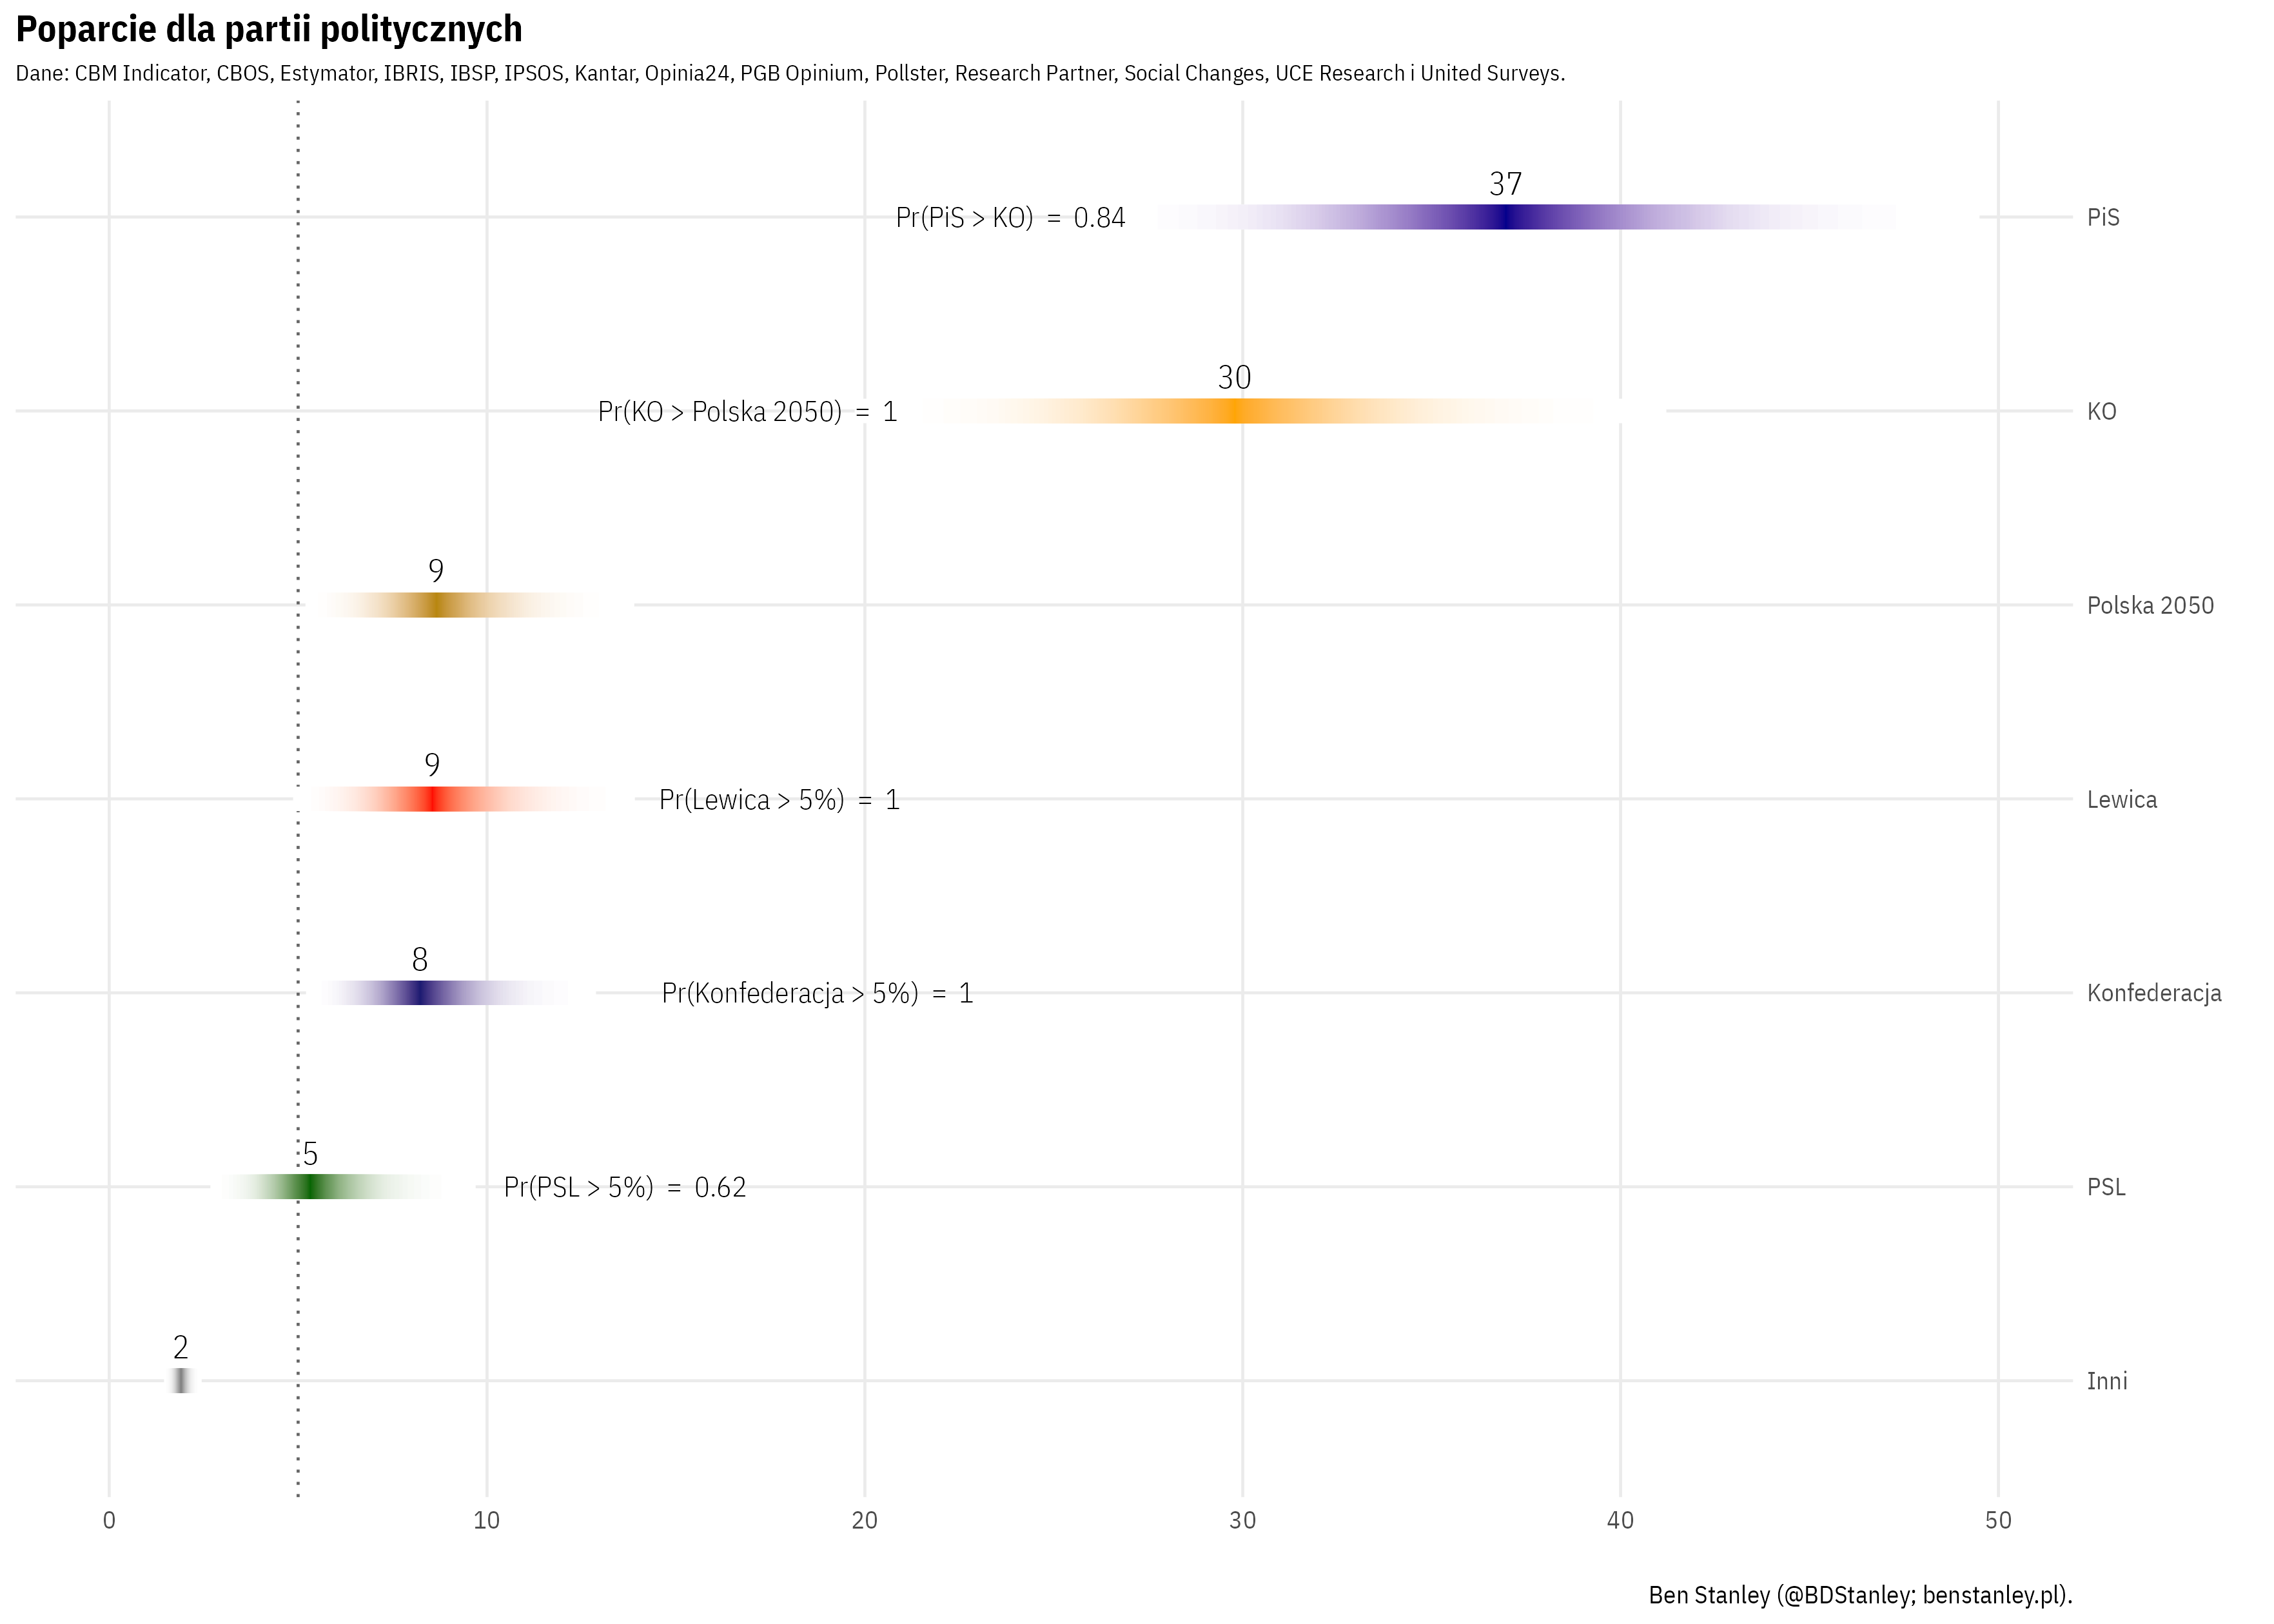 Poparcie dla partii politycznych
Dane: CBM Indicator, CBOS, Estymator, IBRIS, IBSP, IPSOS, Kantar, Opinia24, PGB Opinium, Pollster, Research Partner, Social Changes, UCE Research i United Surveys.
37
Pr(PiS > KO) = 0.84
PiS
30
Pr(KO > Polska 2050) = 1
KO
9
Polska 2050
9
Pr(Lewica > 5%) = 1
Lewica
8
Pr(Konfederacja > 5%) = 1
Konfederacja
5
Pr(PSL > 5%) = 0.62
PSL
2
Inni
0 10 20 30 40 50
Ben Stanley (@BDStanley; benstanley.pl).